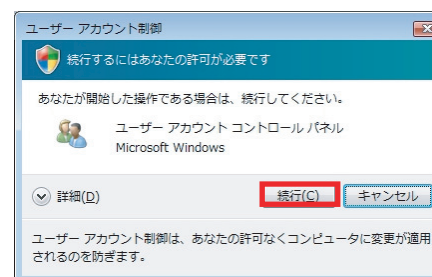 ユーザー アカウント制御
続行するにはあなたの許可が必要です
あなたが開始した操作である場合は、続行してください。
ユーザー アカウント コントロール パネル
Microsoft Windows
詳細(D)
続行(C)
キャンセル
ユーザー アカウント制御は、あなたの許可なくコンピュータに変更が適用
されるのを防ぎます。